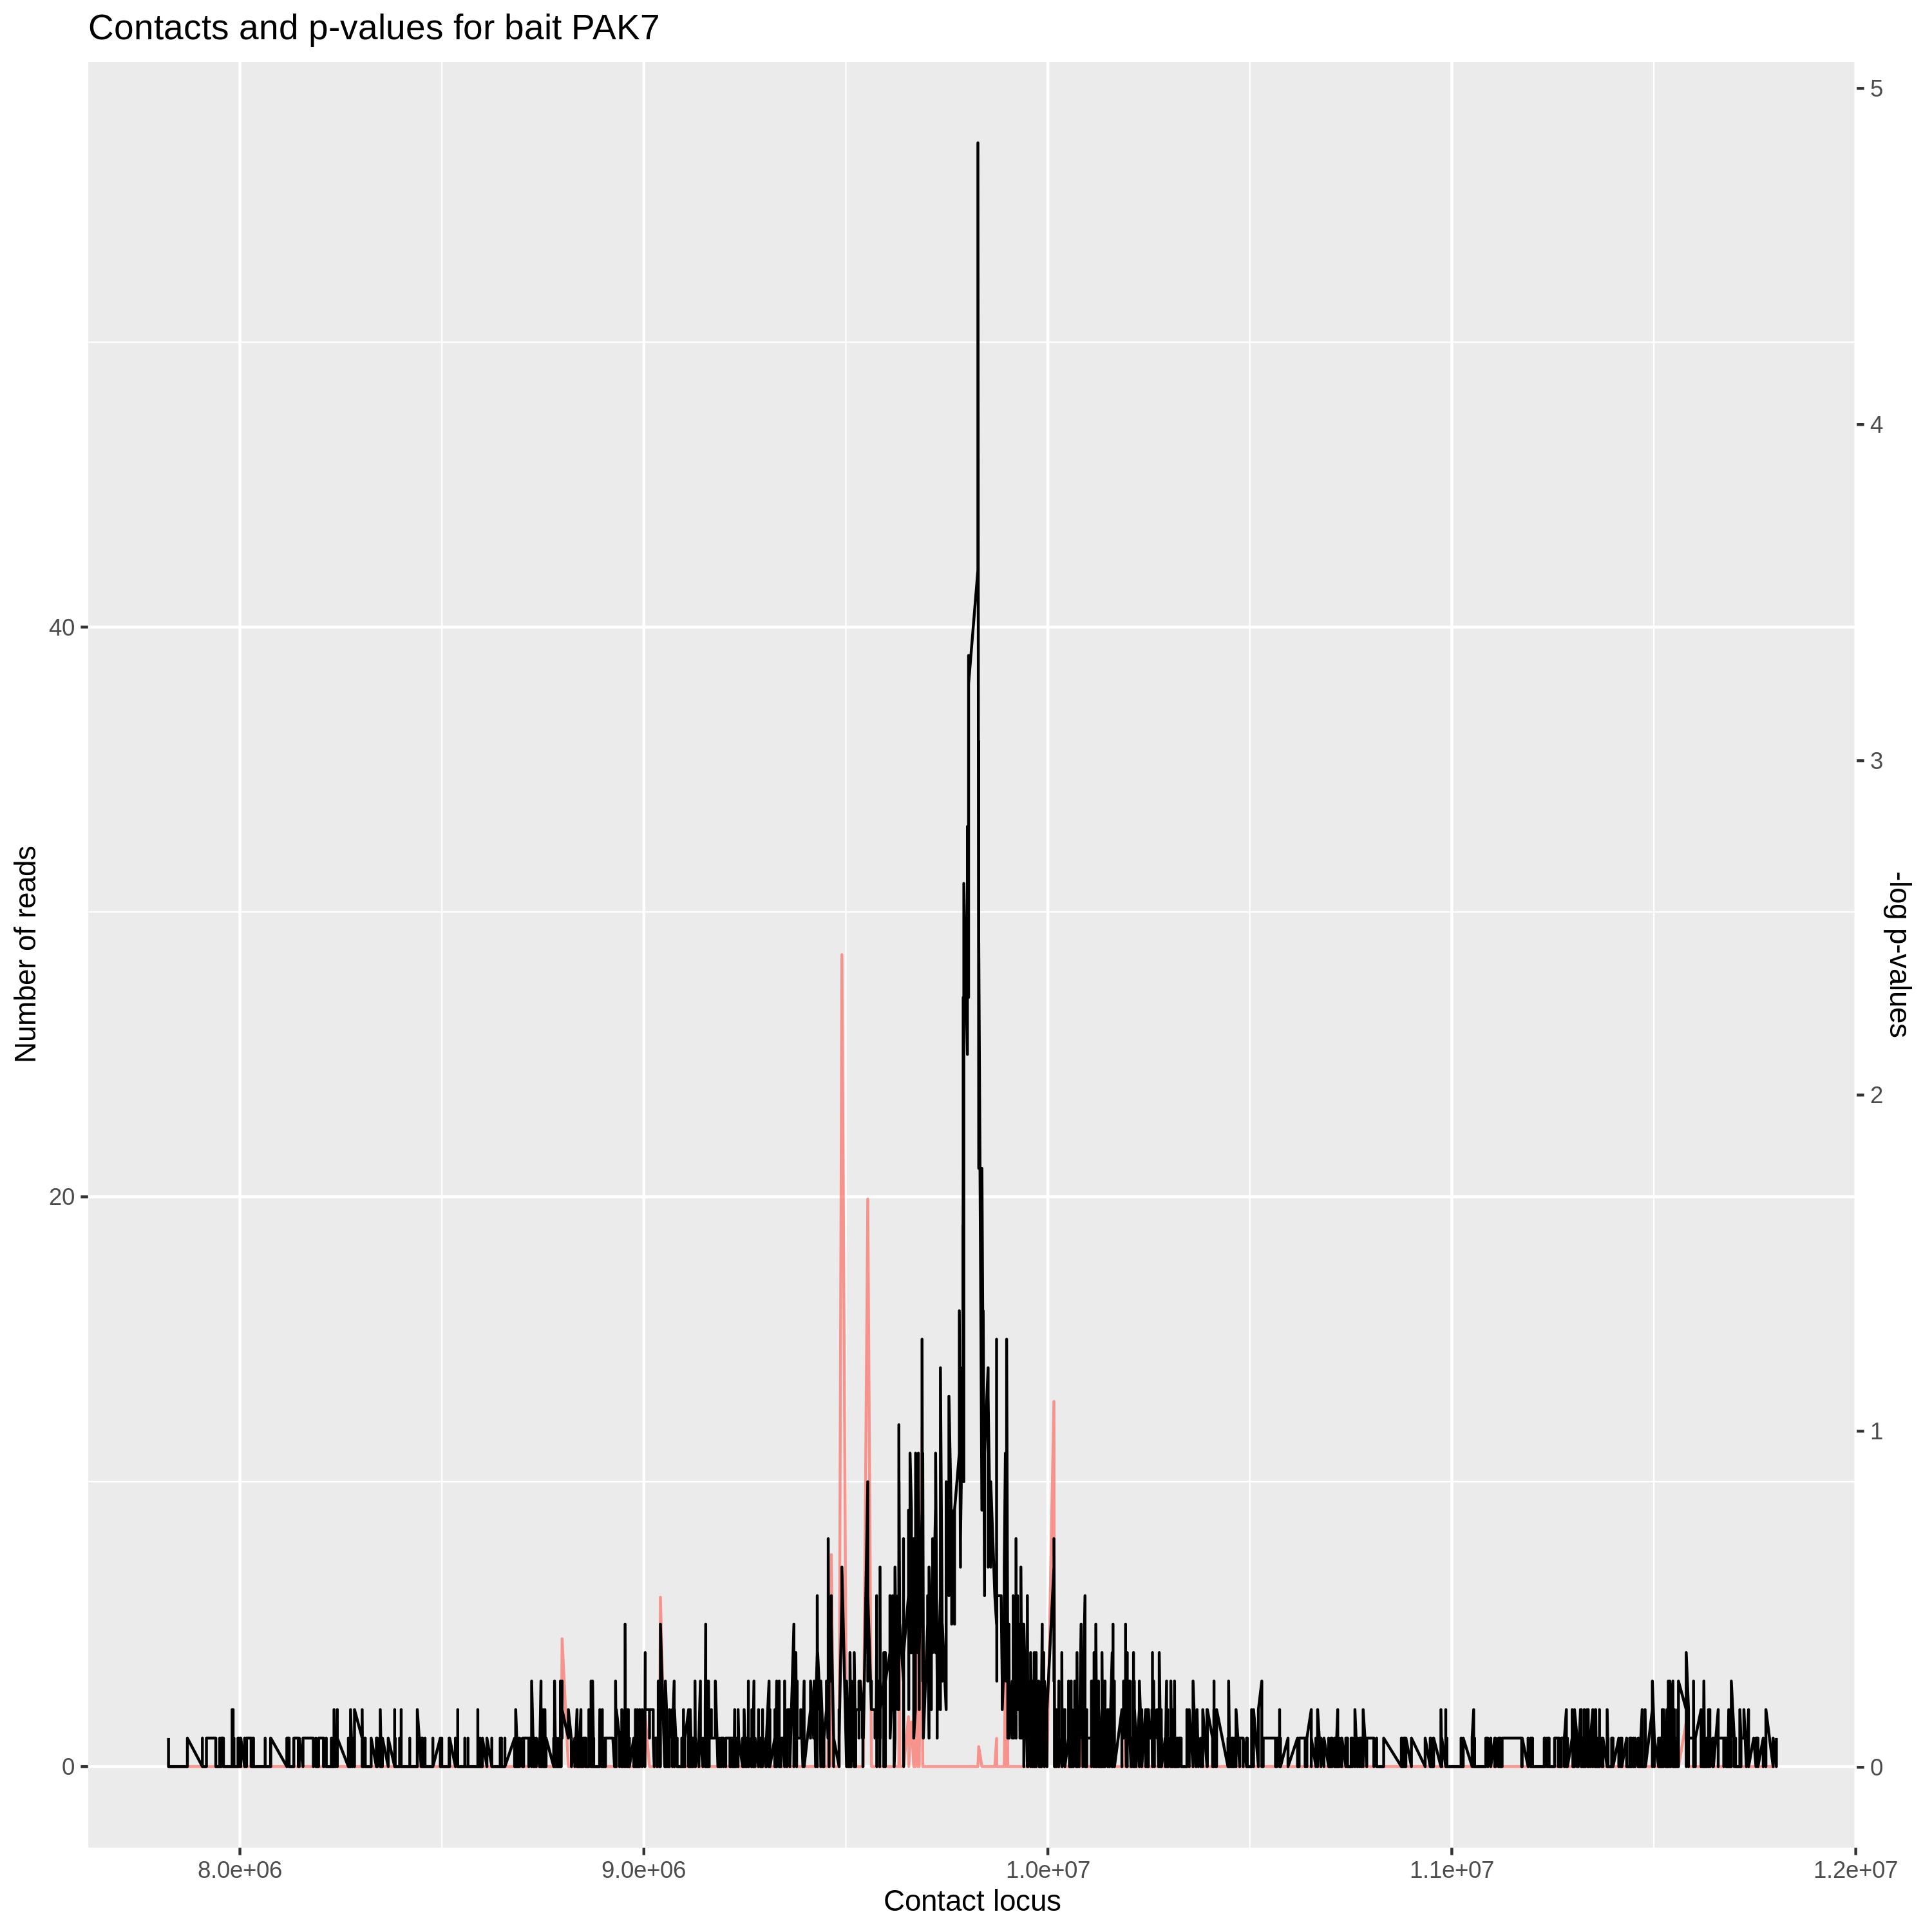 Contacts and p-values for bait PAK7
Number of reads
40
20
0
5
4
3
2
1
0
-log p-values
8.0e+06
9.0e+06
1.0e+07
1.1e+07
1.2e+07
Contact locus